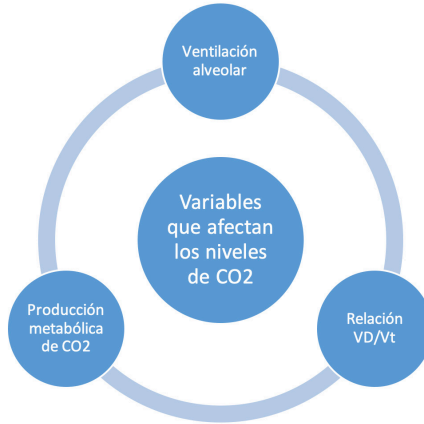 Ventilación
alveolar
Variables
que afectan
los niveles
de CO2
Producción
metabólica
de CO2
Relación
VD/Vt